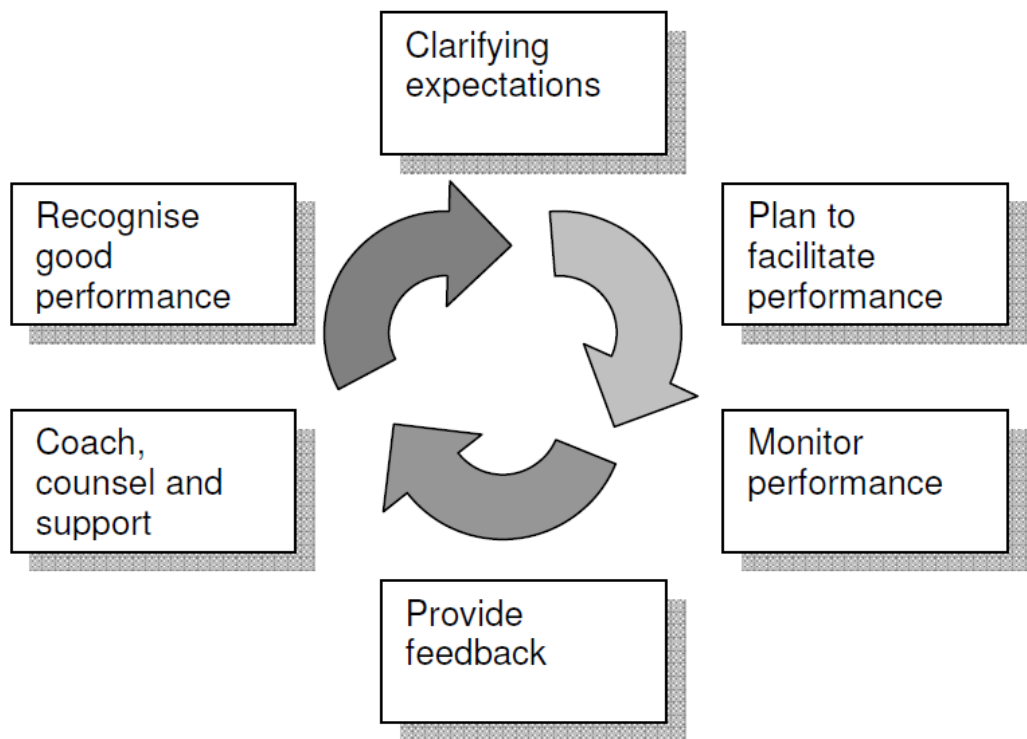 Clarifying
expectations
Plan to
facilitate
performance
Monitor
performance
Provide
feedback
Coach,
counsel and
support
Recognise
good
performance